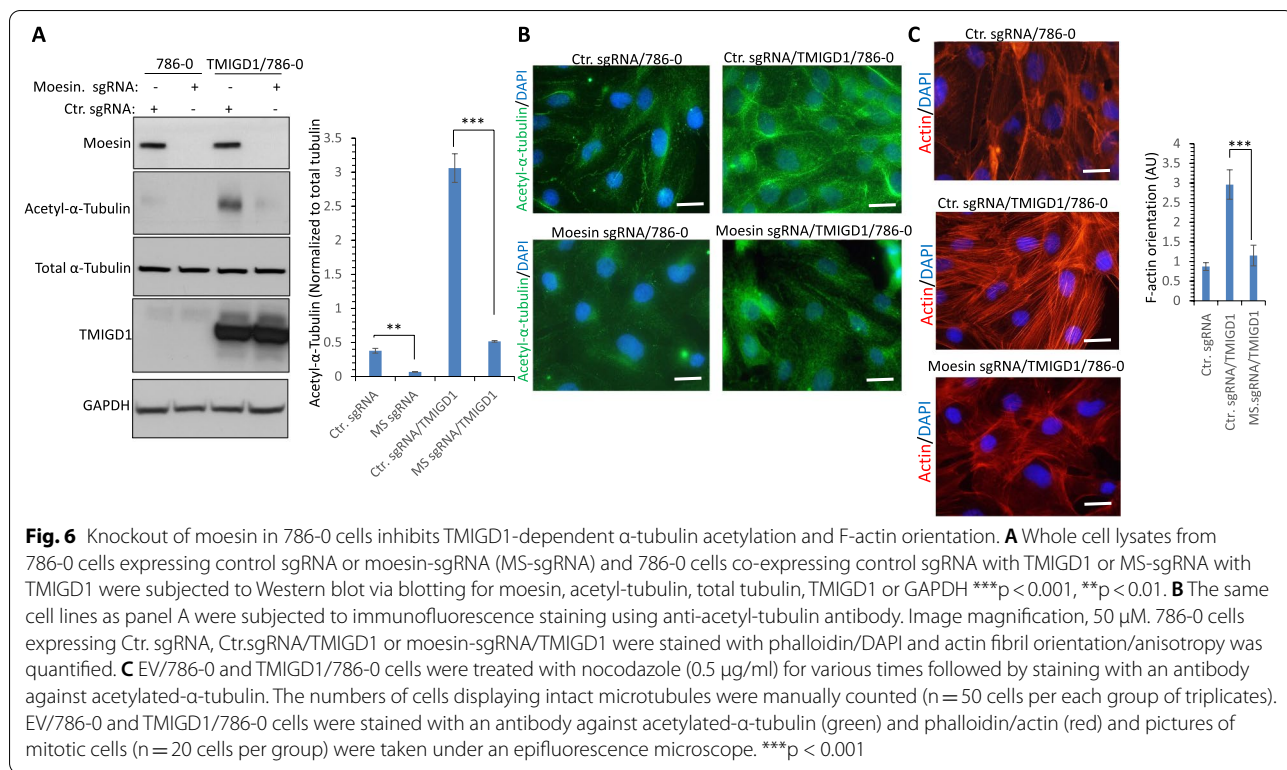 A
786-0 TMIGD1/786-0
Moesin. sgRNA: - + - +
Ctr. sgRNA: + - + -
Moesin
Acetyl-α-Tubulin
Total α-Tubulin
TMIGD1
GAPDH
Acetyl-α-Tubulin (Normalized to total tubulin
3.5
3
2.5
2
1.5
1
0.5
0
**
***
Ctr. sgRNA
MS sgRNA
Ctr. sgRNA/TMIGD1
MS sgRNA/TMIGD1
B
Ctr. sgRNA/786-0
Ctr. sgRNA/TMIGD1/786-0
Acetyl-α-tubulin/DAPI
Moesin sgRNA/786-0
Moesin sgRNA/TMIGD1/786-0
Acetyl-α-tubulin/DAPI
C
Ctr. sgRNA/786-0
Actin/DAPI
Ctr. sgRNA/TMIGD1/786-0
Actin/DAPI
Moesin sgRNA/TMIGD1/786-0
Actin/DAPI
F-actin orientation (AU)
4
3.5
3
2.5
2
1.5
1
0.5
0
***
Ctr. sgRNA
Ctr. sgRNA/TMIGD1
MS.sgRNA/TMIGD1
Fig. 6 Knockout of moesin in 786-0 cells inhibits TMIGD1-dependent α-tubulin acetylation and F-actin orientation. A Whole cell lysates from
786-0 cells expressing control sgRNA or moesin-sgRNA (MS-sgRNA) and 786-0 cells co-expressing control sgRNA with TMIGD1 or MS-sgRNA with
TMIGD1 were subjected to Western blot via blotting for moesin, acetyl-tubulin, total tubulin, TMIGD1 or GAPDH ***p < 0.001, **p < 0.01. B The same
cell lines as panel A were subjected to immunofluorescence staining using anti-acetyl-tubulin antibody. Image magnification, 50 μM. 786-0 cells
expressing Ctr. sgRNA, Ctr.sgRNA/TMIGD1 or moesin-sgRNA/TMIGD1 were stained with phalloidin/DAPI and actin fibril orientation/anisotropy was
quantified. C EV/786-0 and TMIGD1/786-0 cells were treated with nocodazole (0.5 μg/ml) for various times followed by staining with an antibody
against acetylated-α-tubulin. The numbers of cells displaying intact microtubules were manually counted (n = 50 cells per each group of triplicates).
EV/786-0 and TMIGD1/786-0 cells were stained with an antibody against acetylated-α-tubulin (green) and phalloidin/actin (red) and pictures of
mitotic cells (n = 20 cells per group) were taken under an epifluorescence microscope. ***p < 0.001